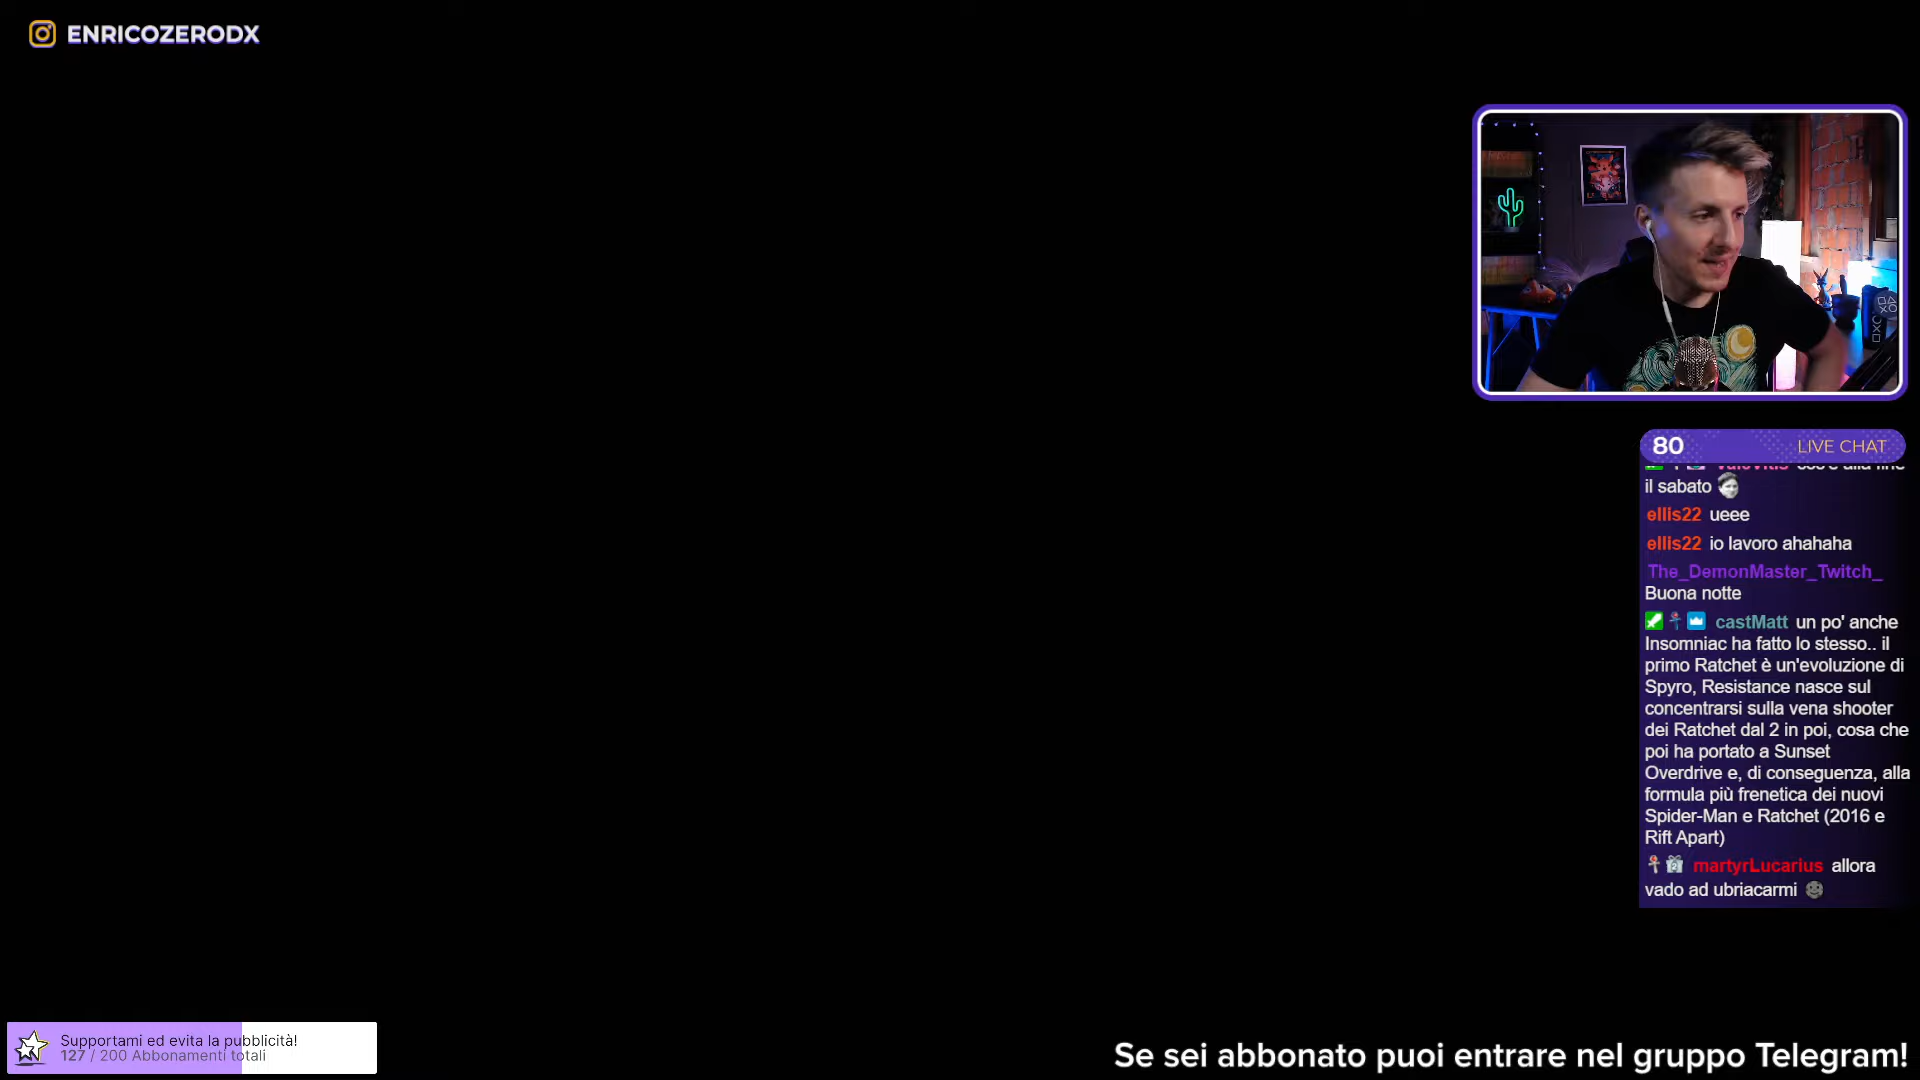 ENRICOZERODX
80 LIVE CHAT
il sabato
ellis22 ueee
ellis22 io lavoro ahahaha
The_DemonMaster_Twitch_
Buona notte
castMatt un po' anche
Insomniac ha fatto lo stesso.. il
primo Ratchet è un'evoluzione di
Spyro, Resistance nasce sul
concentrarsi sulla vena shooter
dei Ratchet dal 2 in poi, cosa che
poi ha portato a Sunset
Overdrive e, di conseguenza, alla
formula più frenetica dei nuovi
Spider-Man e Ratchet (2016 e
Rift Apart)
martyrLucarius allora
vado ad ubriacarmi
Supportami ed evita la pubblicità!
127 / 200 Abbonamenti totali
Se sei abbonato puoi entrare nel gruppo Telegram!